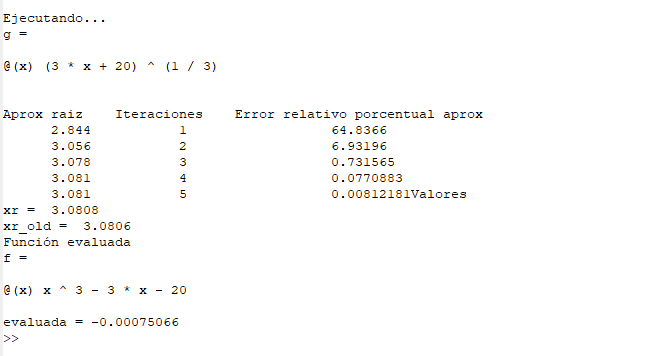 Ejecutando...
g =
@(x) (3 * x + 20) ^ (1 / 3)
Aprox raiz    Iteraciones    Error relativo porcentual aprox
2.844    1    64.8366
3.056    2    6.93196
3.078    3    0.731565
3.081    4    0.0770883
3.081    5    0.00812181Valores
xr =  3.0808
xr_old =  3.0806
Función evaluada
f =
@(x) x ^ 3 - 3 * x - 20
evaluada = -0.00075066
>>